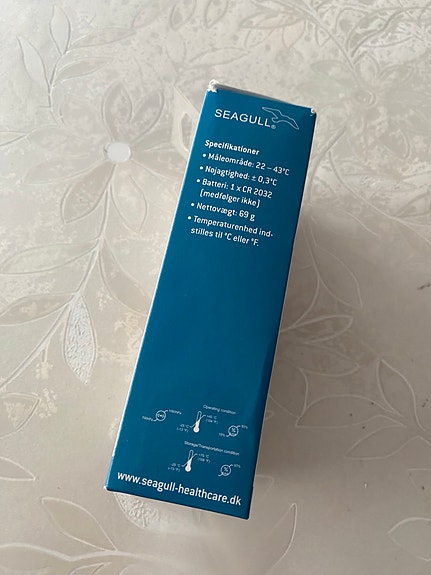 SEAGULL®
Specifikationer
• Måleområde: 22 – 43°C
• Nøjagtighed: ± 0,3°C
• Batteri: 1 x CR 2032
(medfølger ikke)
• Nettovægt: 69 g
• Temperaturenhed ind-
stilles til °C eller °F.
Operating condition
Storage/Transportation condition
www.seagull-healthcare.dk